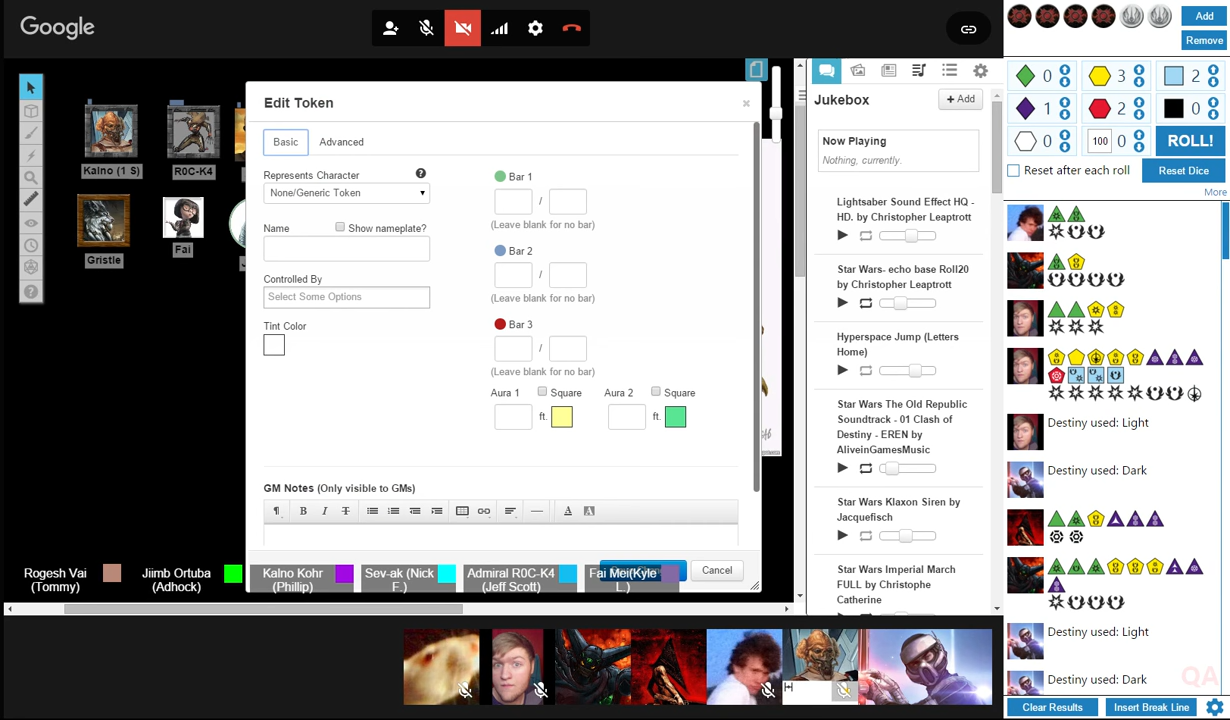 Google
Add
Remove
0
3
2
1
2
0
0
100
0
ROLL!
Reset after each roll
Reset Dice
More
Kalno (1 S)
R0C-K4
Gristle
Fai
Edit Token
×
Basic
Advanced
Represents Character
?
None/Generic Token
Name
Show nameplate?
Controlled By
Select Some Options
Tint Color
Bar 1
/
(Leave blank for no bar)
Bar 2
/
(Leave blank for no bar)
Bar 3
/
(Leave blank for no bar)
Aura 1
Square
Aura 2
Square
ft.
ft.
GM Notes (Only visible to GMs)
Cancel
Rogesh Vai
(Tommy)
Jiimb Ortuba
(Adhock)
Kalno Kohr
(Phillip)
Sev-ak (Nick
F.)
Admiral R0C-K4
(Jeff Scott)
Fai Mei(Kyle
L.)
Jukebox
+ Add
Now Playing
Nothing, currently.
Lightsaber Sound Effect HQ -
HD. by Christopher Leaptrott
Star Wars- echo base Roll20
by Christopher Leaptrott
Hyperspace Jump (Letters
Home)
Star Wars The Old Republic
Soundtrack - 01 Clash of
Destiny - EREN by
AliveinGamesMusic
Star Wars Klaxon Siren by
Jacquefisch
Star Wars Imperial March
FULL by Christophe
Catherine
Destiny used: Light
Destiny used: Dark
Destiny used: Light
Destiny used: Dark
QA
Clear Results
Insert Break Line